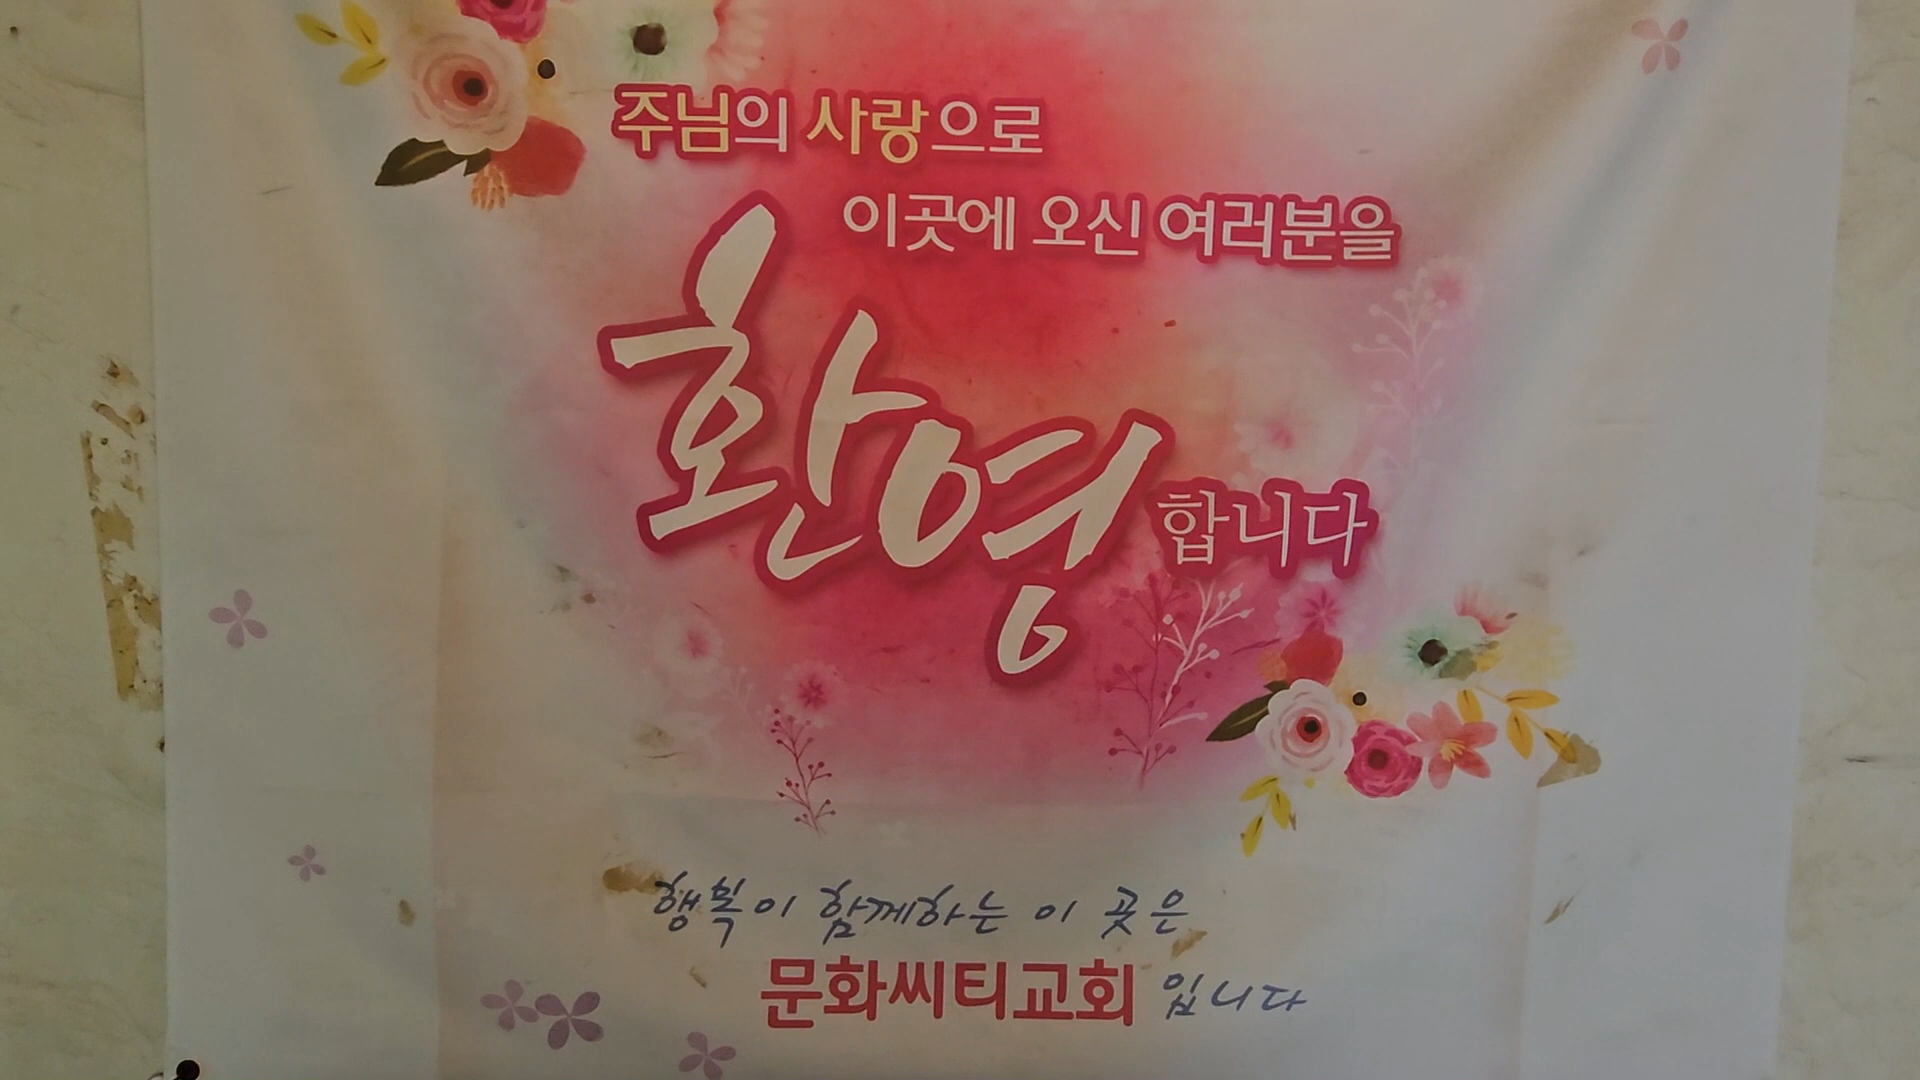 주님의 사랑으로
이곳에 오신 여러분을
환영합니다
행복이 함께하는 이 곳은
문화씨티교회 입니다